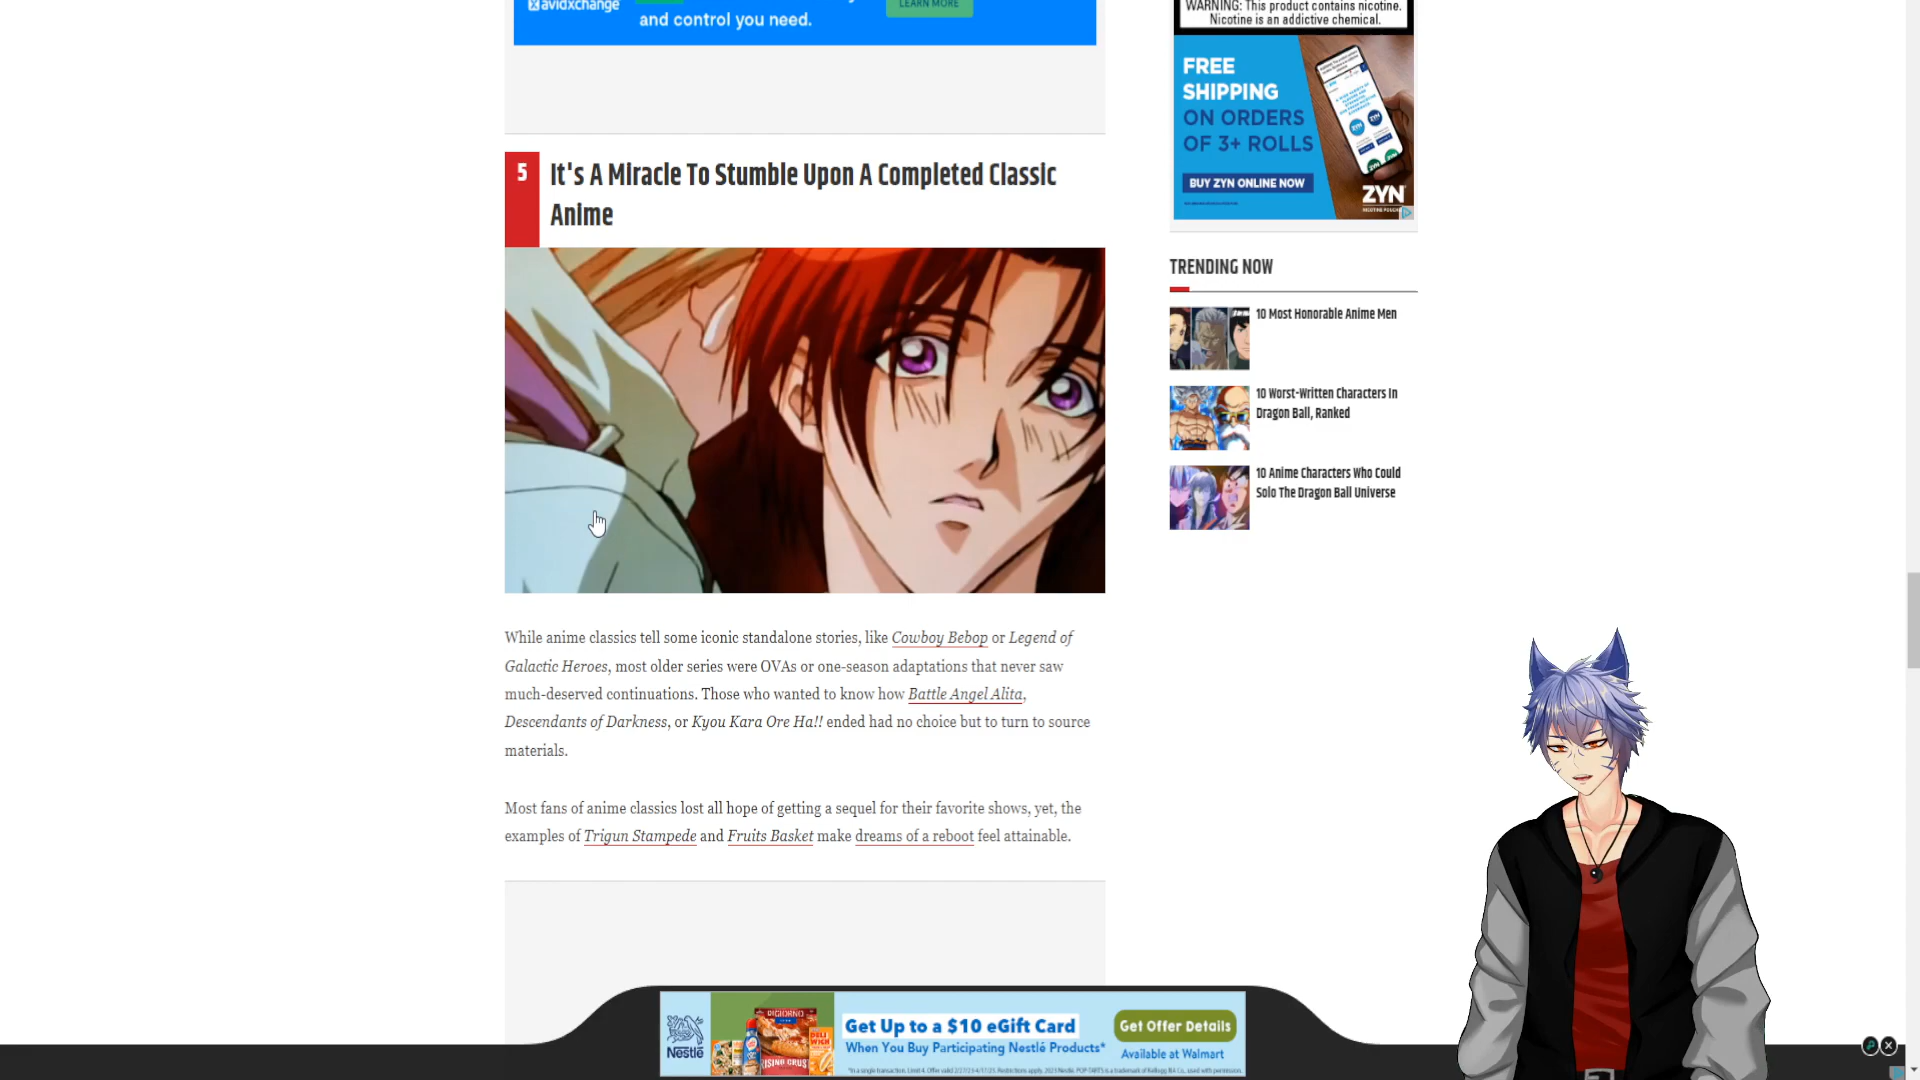 avidxchange
and control you need.
LEARN MORE
WARNING: This product contains nicotine.
Nicotine is an addictive chemical.
FREE
SHIPPING
ON ORDERS
OF 3+ ROLLS
BUY ZYN ONLINE NOW
ZYN
5
It's A Miracle To Stumble Upon A Completed Classic
Anime
TRENDING NOW
10 Most Honorable Anime Men
10 Worst-Written Characters In
Dragon Ball, Ranked
10 Anime Characters Who Could
Solo The Dragon Ball Universe
While anime classics tell some iconic standalone stories, like Cowboy Bebop or Legend of
Galactic Heroes, most older series were OVAs or one-season adaptations that never saw
much-deserved continuations. Those who wanted to know how Battle Angel Alita,
Descendants of Darkness, or Kyou Kara Ore Ha!! ended had no choice but to turn to source
materials.
Most fans of anime classics lost all hope of getting a sequel for their favorite shows, yet, the
examples of Trigun Stampede and Fruits Basket make dreams of a reboot feel attainable.
Nestlé
DIGIORNO
RISING CRUST
Get Up to a $10 eGift Card
When You Buy Participating Nestlé Products*
Get Offer Details
Available at Walmart